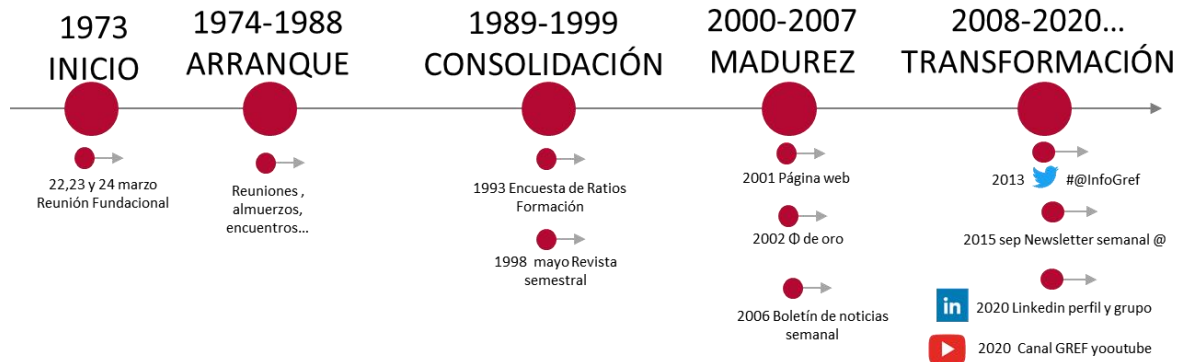 1973
INICIO
22,23 y 24 marzo
Reunión Fundacional
1974-1988
ARRANQUE
Reuniones ,
almuerzos,
encuentros...
1989-1999
CONSOLIDACIÓN
1993 Encuesta de Ratios
Formación
1998 mayo Revista
semestral
2000-2007
MADUREZ
2001 Página web
2002 Φ de oro
2006 Boletín de noticias
semanal
2008-2020...
TRANSFORMACIÓN
2013 #@InfoGref
2015 sep Newsletter semanal @
in 2020 Linkedin perfil y grupo
2020 Canal GREF yooutube